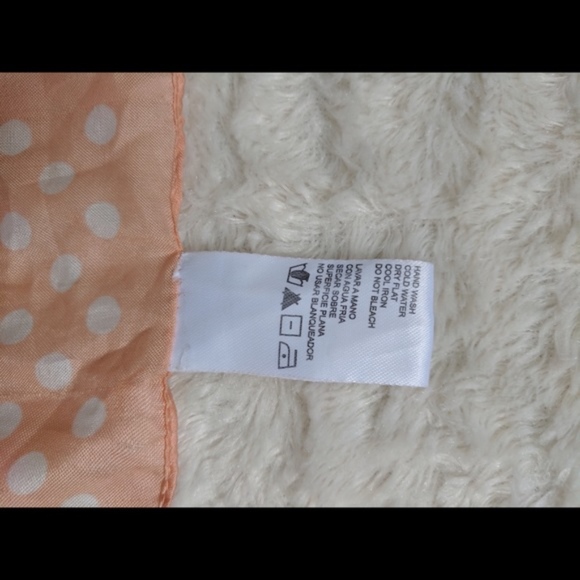 HAND WASH
COLD WATER
DRY FLAT
COOL IRON
DO NOT BLEACH
LAVAR A MANO
CON AGUA FRIA
SECAR SOBRE
SUPERFICIE PLANA
NO USAR BLANQUEADOR